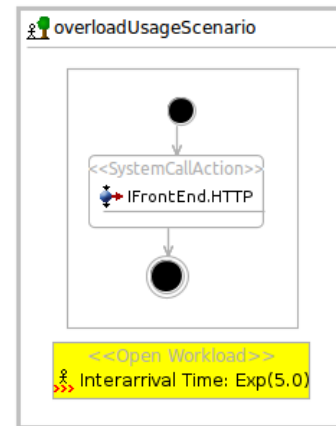 overloadUsageScenario
<<SystemCallAction>>
IFrontEnd.HTTP
<<Open Workload>>
Interarrival Time: Exp(5.0)